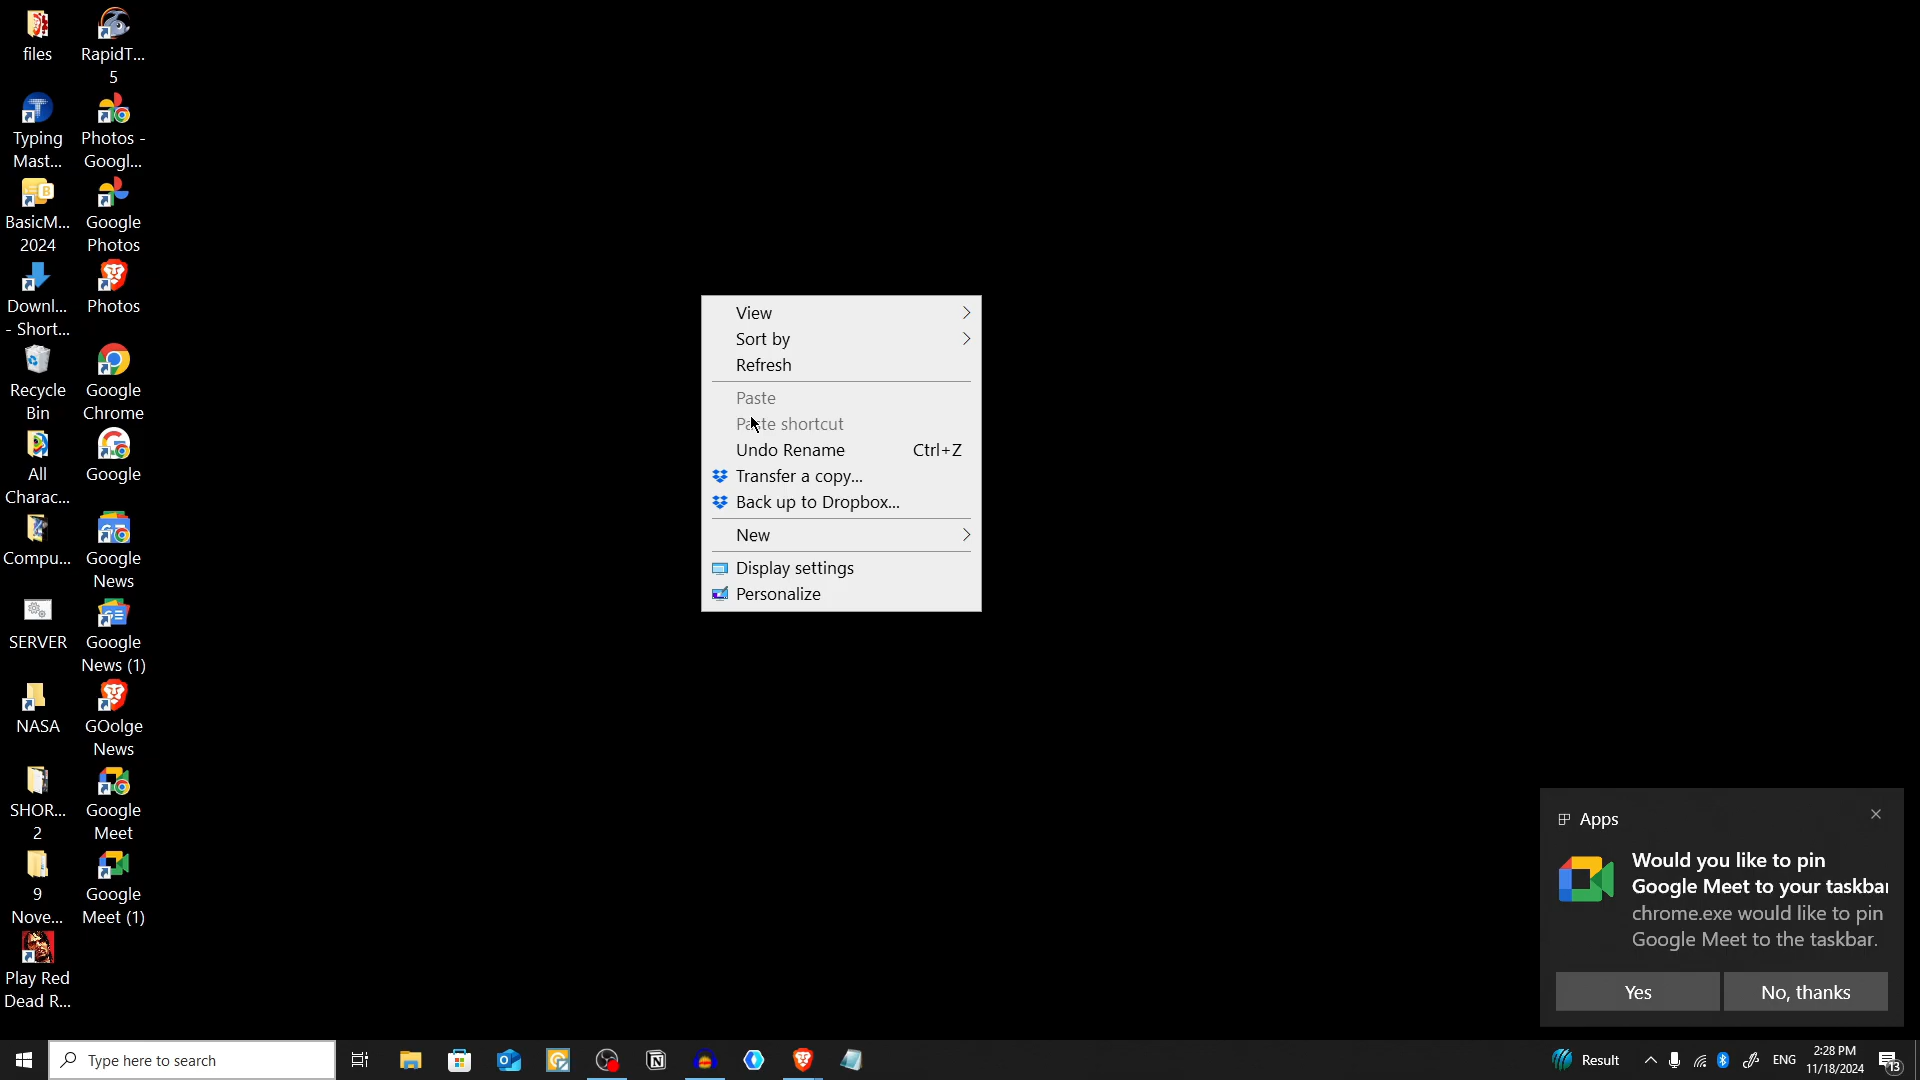 files
RapidT...
5
Typing
Mast...
Photos -
Googl...
BasicM...
2024
Google
Photos
Downl...
- Short...
Photos
Recycle
Bin
Google
Chrome
All
Charac...
Google
Compu...
Google
News
SERVER
Google
News (1)
NASA
GOolge
News
SHOR...
2
Google
Meet
9
Nove...
Google
Meet (1)
Play Red
Dead R...
View
Sort by
Refresh
Paste
Paste shortcut
Undo Rename Ctrl+Z
Transfer a copy...
Back up to Dropbox...
New
Display settings
Personalize
Apps
Would you like to pin
Google Meet to your taskbar
chrome.exe would like to pin
Google Meet to the taskbar.
Yes No, thanks
Type here to search
Result
ENG
2:28 PM
11/18/2024
13